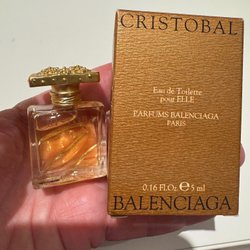 CRISTOBAL
Eau de Toilette
pour ELLE
PARFUMS BALENCIAGA
PARIS
0.16 Fl.Oz ℮ 5 ml
BALENCIAGA